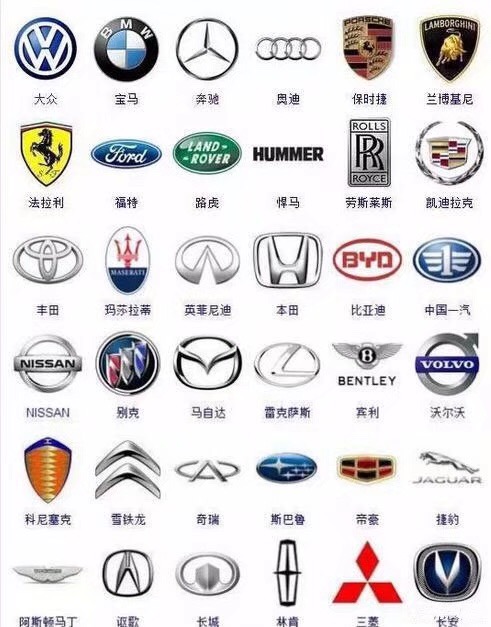 大众 宝马 奔驰 奥迪 保时捷 兰博基尼
BMW
PORSCHE
LAMBORGHINI
法拉利 福特 路虎 悍马 劳斯莱斯 凯迪拉克
S F
Ford
LAND-
ROVER
HUMMER
ROLLS
RR
ROYCE
丰田 玛莎拉蒂 英菲尼迪 本田 比亚迪 中国一汽
MASERATI
BYD
NISSAN
B
BENTLEY
VOLVO
NISSAN 别克 马自达 雷克萨斯 宾利 沃尔沃
JAGUAR
科尼塞克 雪铁龙 奇瑞 斯巴鲁 帝豪 捷豹
阿斯顿马丁 讴歌 长城 林肯 三菱 长安